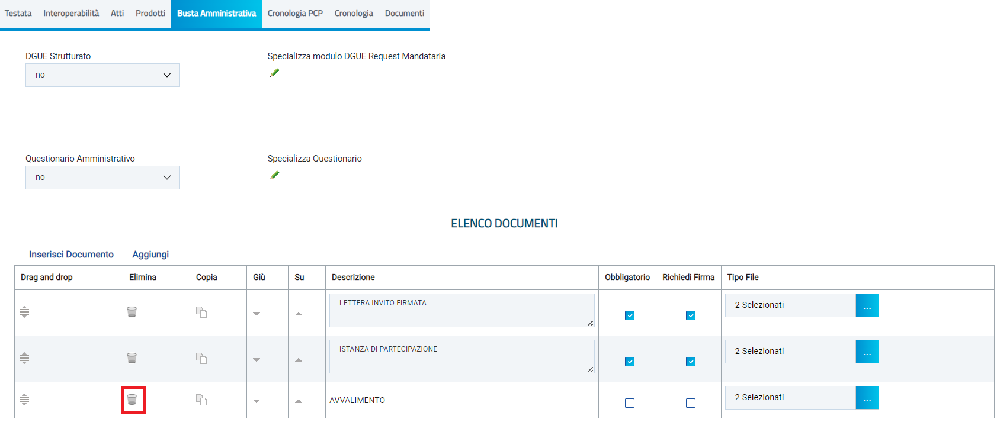 Testata Interoperabilità Atti Prodotti Busta Amministrativa Cronologia PCP Cronologia Documenti
DGUE Strutturato Specializza modulo DGUE Request Mandataria
no
Questionario Amministrativo Specializza Questionario
no
ELENCO DOCUMENTI
Inserisci Documento Aggiungi
Drag and drop Elimina Copia Giù Su Descrizione Obbligatorio Richiedi Firma Tipo File
LETTERA INVITO FIRMATA 2 Selezionati ...
ISTANZA DI PARTECIPAZIONE 2 Selezionati ...
AVVALIMENTO 2 Selezionati ...